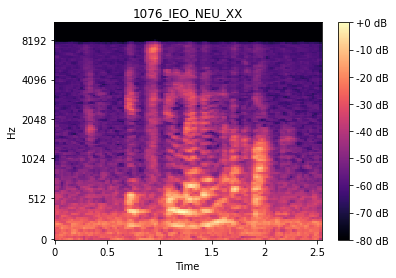 1076_IEO_NEU_XX
+0 dB
8192
-10 dB
4096
-20 dB
-30 dB
2048
-40 dB
Hz
1024
-50 dB
512
-60 dB
-70 dB
0
-80 dB
0 0.5 1 1.5 2 2.5
Time